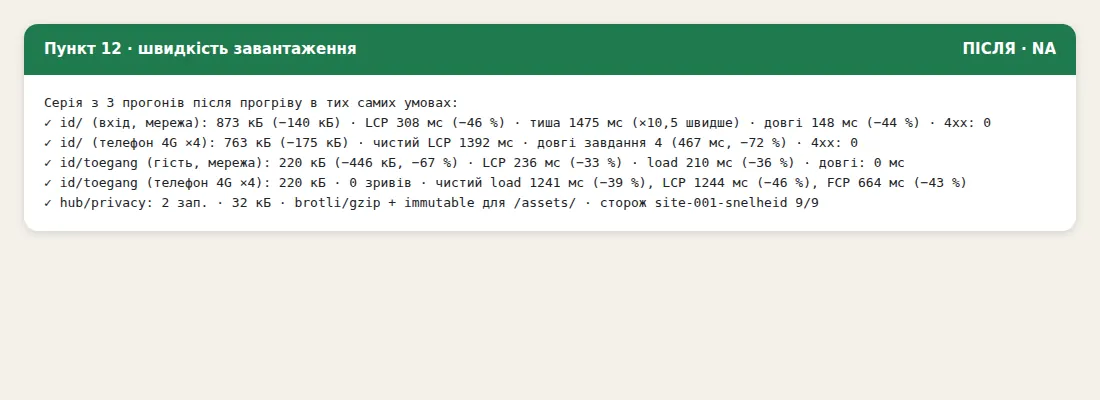 Пункт 12 · швидкість завантаження
ПІСЛЯ · NA
Серія з 3 прогонів після прогріву в тих самих умовах:
✓ id/ (вхід, мережа): 873 кБ (−140 кБ) · LCP 308 мс (−46 %) · тиша 1475 мс (×10,5 швидше) · довгі 148 мс (−44 %) · 4xx: 0
✓ id/ (телефон 4G ×4): 763 кБ (−175 кБ) · чистий LCP 1392 мс · довгі завдання 4 (467 мс, −72 %) · 4xx: 0
✓ id/toegang (гість, мережа): 220 кБ (−446 кБ, −67 %) · LCP 236 мс (−33 %) · load 210 мс (−36 %) · довгі: 0 мс
✓ id/toegang (телефон 4G ×4): 220 кБ · 0 зривів · чистий load 1241 мс (−39 %), LCP 1244 мс (−46 %), FCP 664 мс (−43 %)
✓ hub/privacy: 2 зап. · 32 кБ · brotli/gzip + immutable для /assets/ · сторож site-001-snelheid 9/9